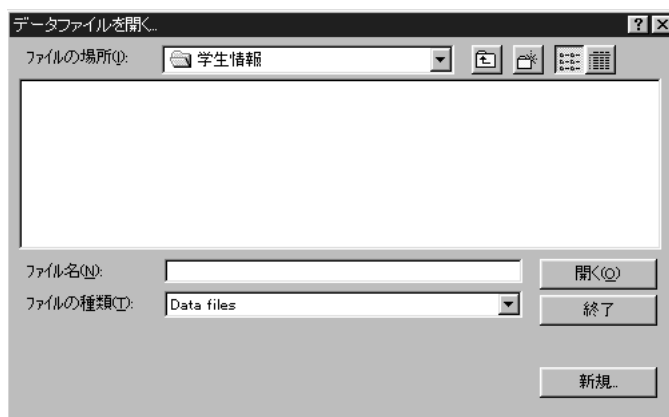 データファイルを開く...
ファイルの場所(I): 学生情報
ファイル名(N): 開く(O)
ファイルの種類(T): Data files 終了
新規...